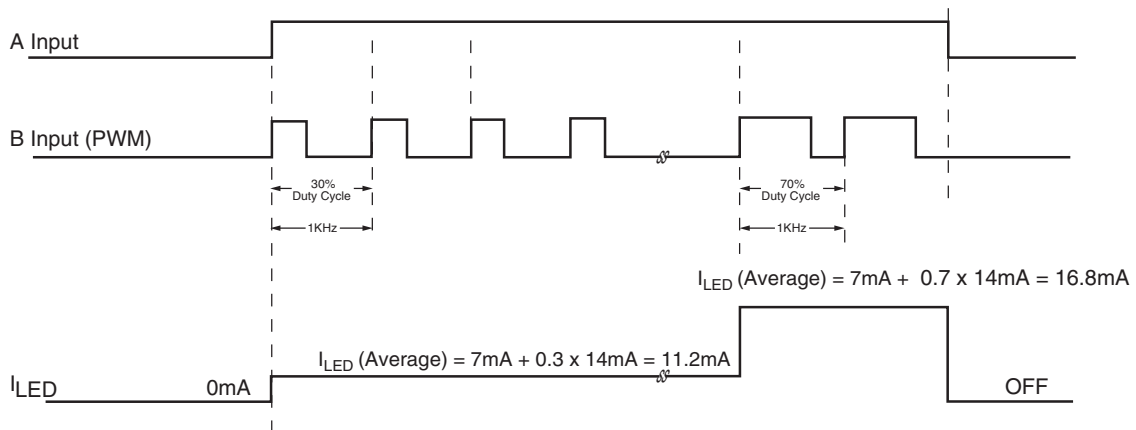 A Input
B Input (PWM)
30%
Duty Cycle
1KHz
70%
Duty Cycle
1KHz
I_LED (Average) = 7mA + 0.7 x 14mA = 16.8mA
I_LED (Average) = 7mA + 0.3 x 14mA = 11.2mA
I_LED
0mA
OFF